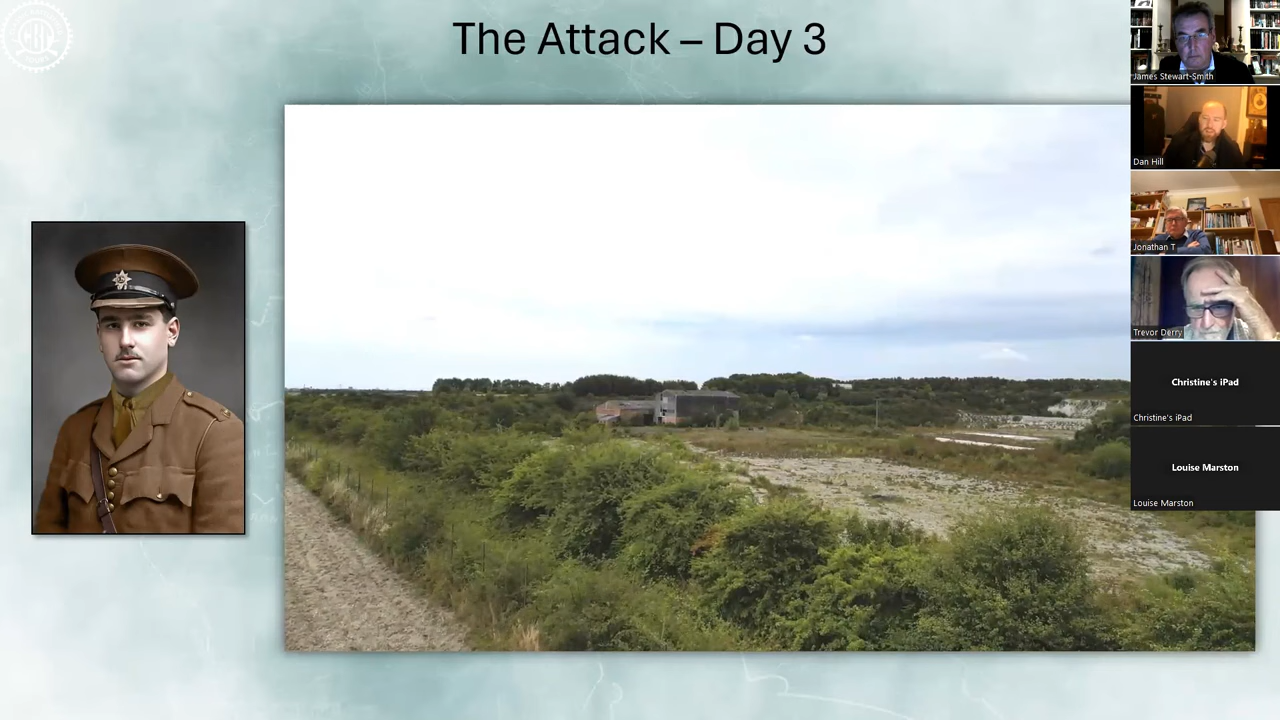 The Attack – Day 3
James Stewart-Smith
Dan Hill
Jonathan T
Trevor Derry
Christine's iPad
Christine's iPad
Louise Marston
Louise Marston